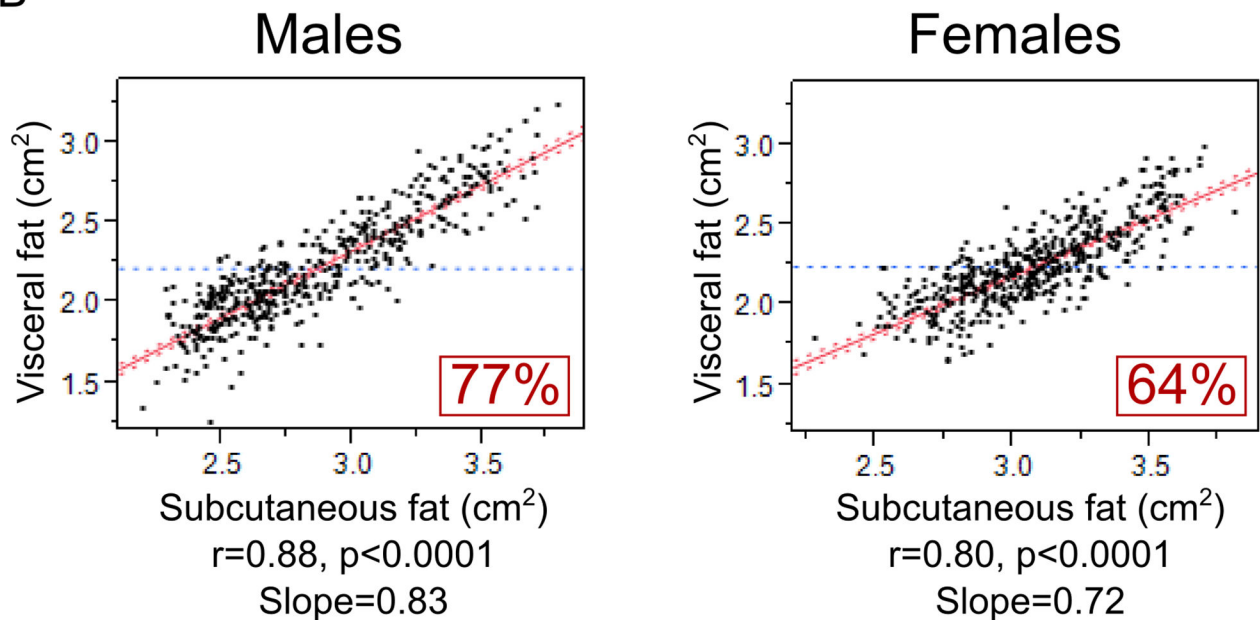 B
Males
Females
Visceral fat (cm²)
3.0
2.5
2.0
1.5
77%
2.5 3.0 3.5
Subcutaneous fat (cm²)
r=0.88, p<0.0001
Slope=0.83
Visceral fat (cm²)
3.0
2.5
2.0
1.5
64%
2.5 3.0 3.5
Subcutaneous fat (cm²)
r=0.80, p<0.0001
Slope=0.72